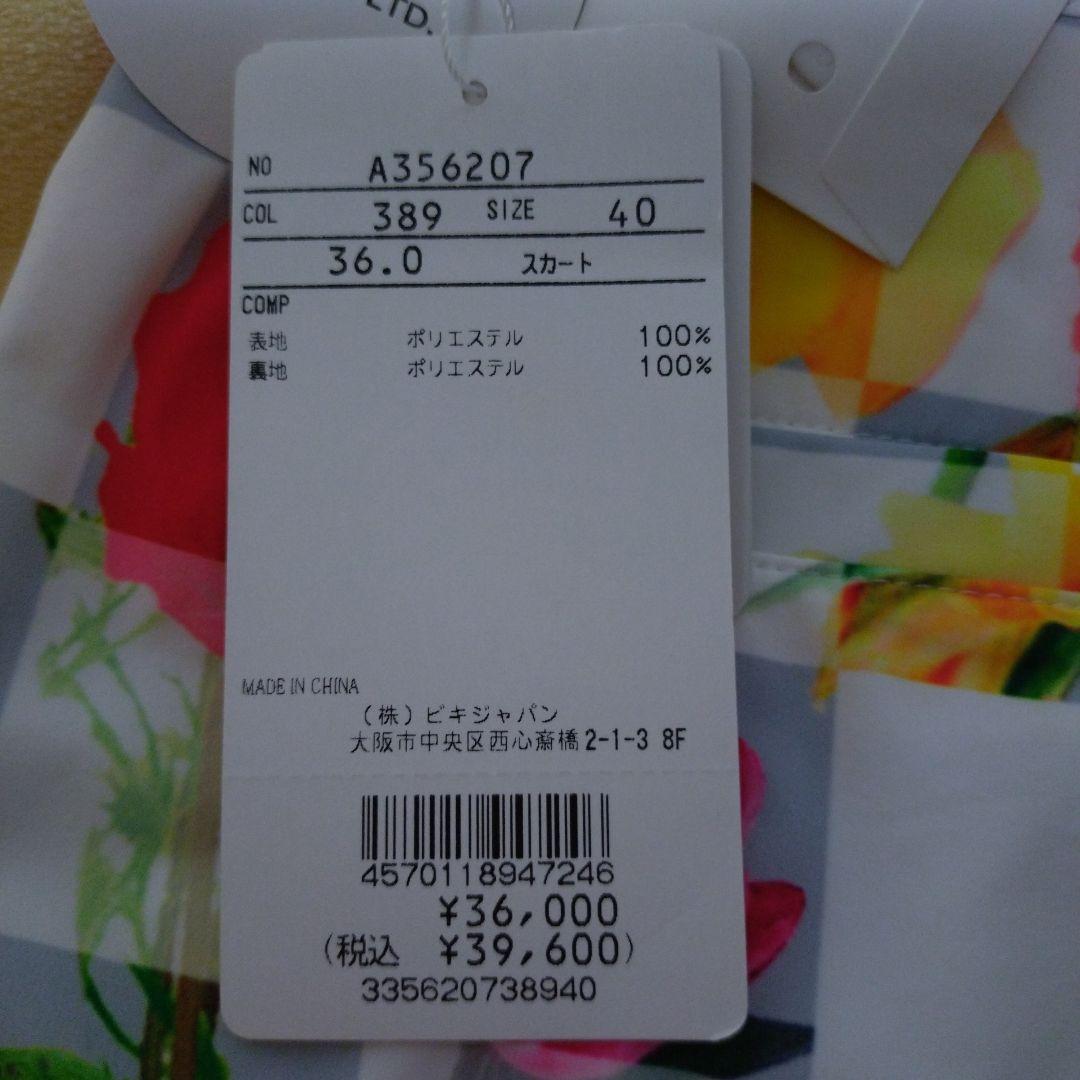 LTD.
NO A356207
COL 389 SIZE 40
36.0 スカート
COMP
表地 ポリエステル 100%
裏地 ポリエステル 100%
MADE IN CHINA
(株)ビキジャパン
大阪市中央区西心斎橋2-1-3 8F
4570118947246
¥36,000
(税込 ¥39,600)
335620738940